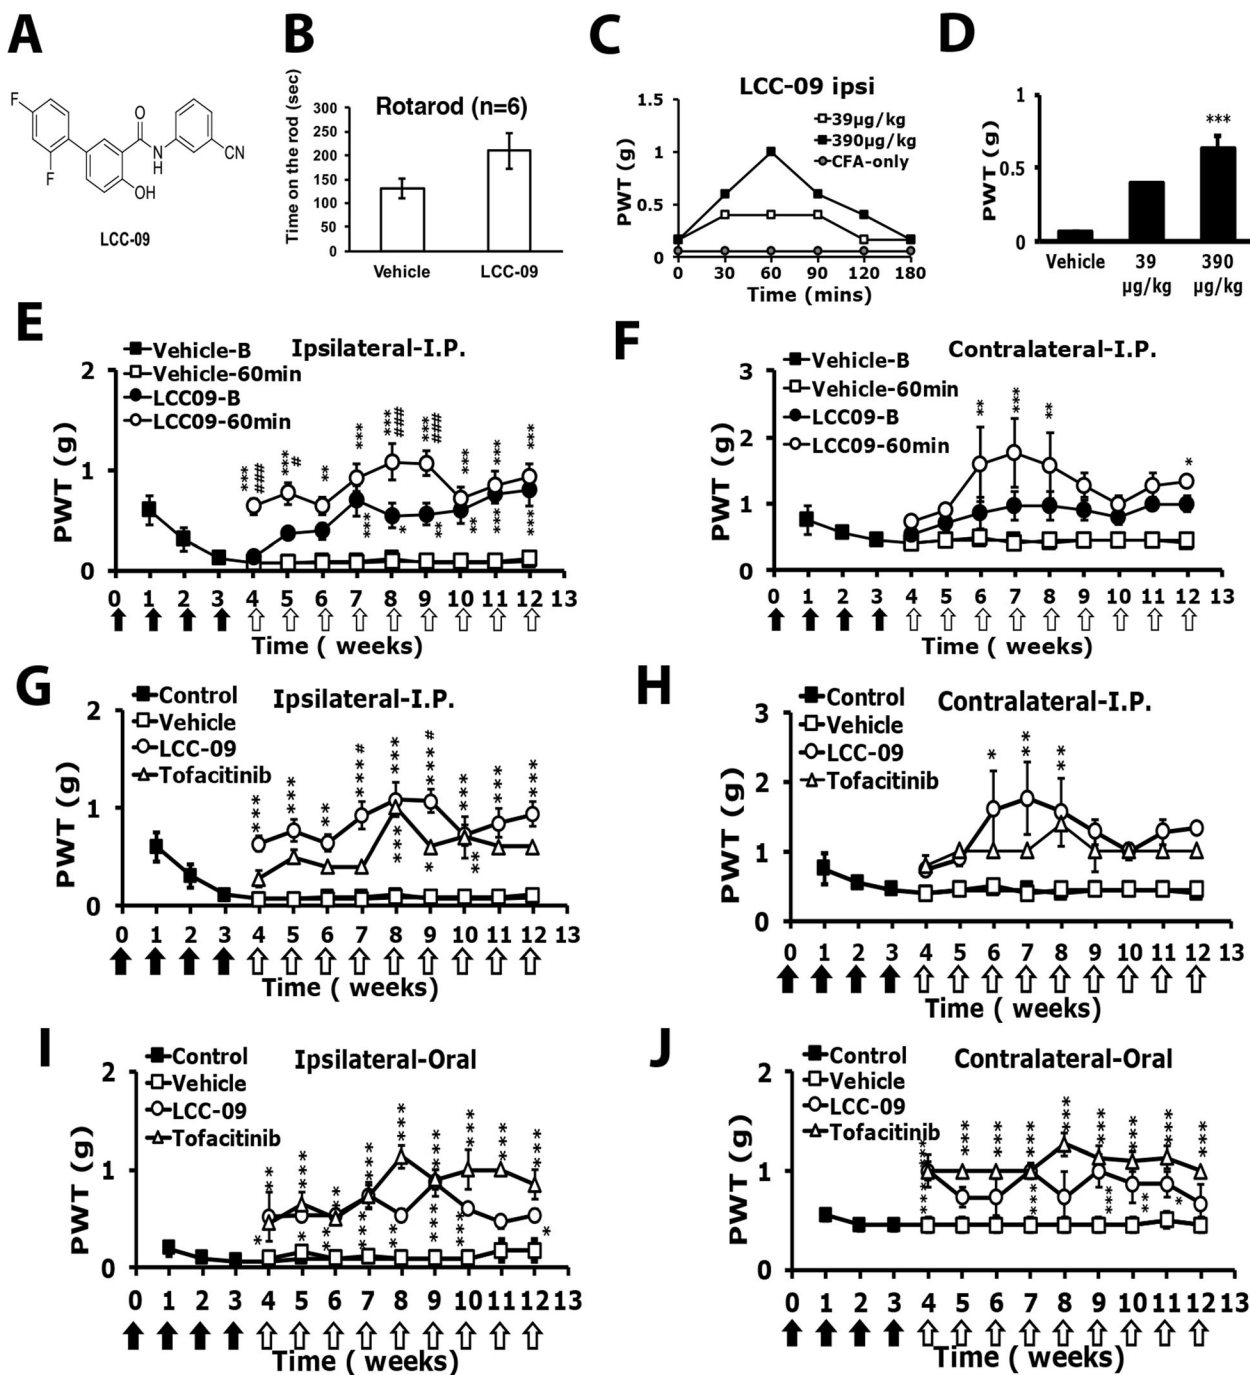 A
F
F
O
N
H
CN
OH
LCC-09
B
Rotarod (n=6)
Time on the rod (sec)
300
250
200
150
100
50
0
Vehicle LCC-09
C
LCC-09 ipsi
39µg/kg
390µg/kg
CFA-only
PWT (g)
1.5
1
0.5
0
0 30 60 90 120 180
Time (mins)
D
PWT (g)
1
0.5
0
***
Vehicle 39 390
µg/kg µg/kg
E
Ipsilateral-I.P.
Vehicle-B
Vehicle-60min
LCC09-B
LCC09-60min
PWT (g)
2
1
0
*** ### *** # ** *** *** ### *** ### *** *** ***
*** * ** ** *** ***
0 1 2 3 4 5 6 7 8 9 10 11 12 13
Time ( weeks)
F
Contralateral-I.P.
Vehicle-B
Vehicle-60min
LCC09-B
LCC09-60min
PWT (g)
3
2
1
0
** *** ** *
0 1 2 3 4 5 6 7 8 9 10 11 12 13
Time ( weeks)
G
Ipsilateral-I.P.
Control
Vehicle
LCC-09
Tofacitinib
PWT (g)
2
1
0
0 1 2 3 4 5 6 7 8 9 10 11 12 13
Time ( weeks)
H
Contralateral-I.P.
Control
Vehicle
LCC-09
Tofacitinib
PWT (g)
3
2
1
0
* ** **
0 1 2 3 4 5 6 7 8 9 10 11 12 13
Time ( weeks)
I
Ipsilateral-Oral
Control
Vehicle
LCC-09
Tofacitinib
PWT (g)
2
1
0
0 1 2 3 4 5 6 7 8 9 10 11 12 13
Time ( weeks)
J
Contralateral-Oral
Control
Vehicle
LCC-09
Tofacitinib
PWT (g)
2
1
0
0 1 2 3 4 5 6 7 8 9 10 11 12 13
Time ( weeks)